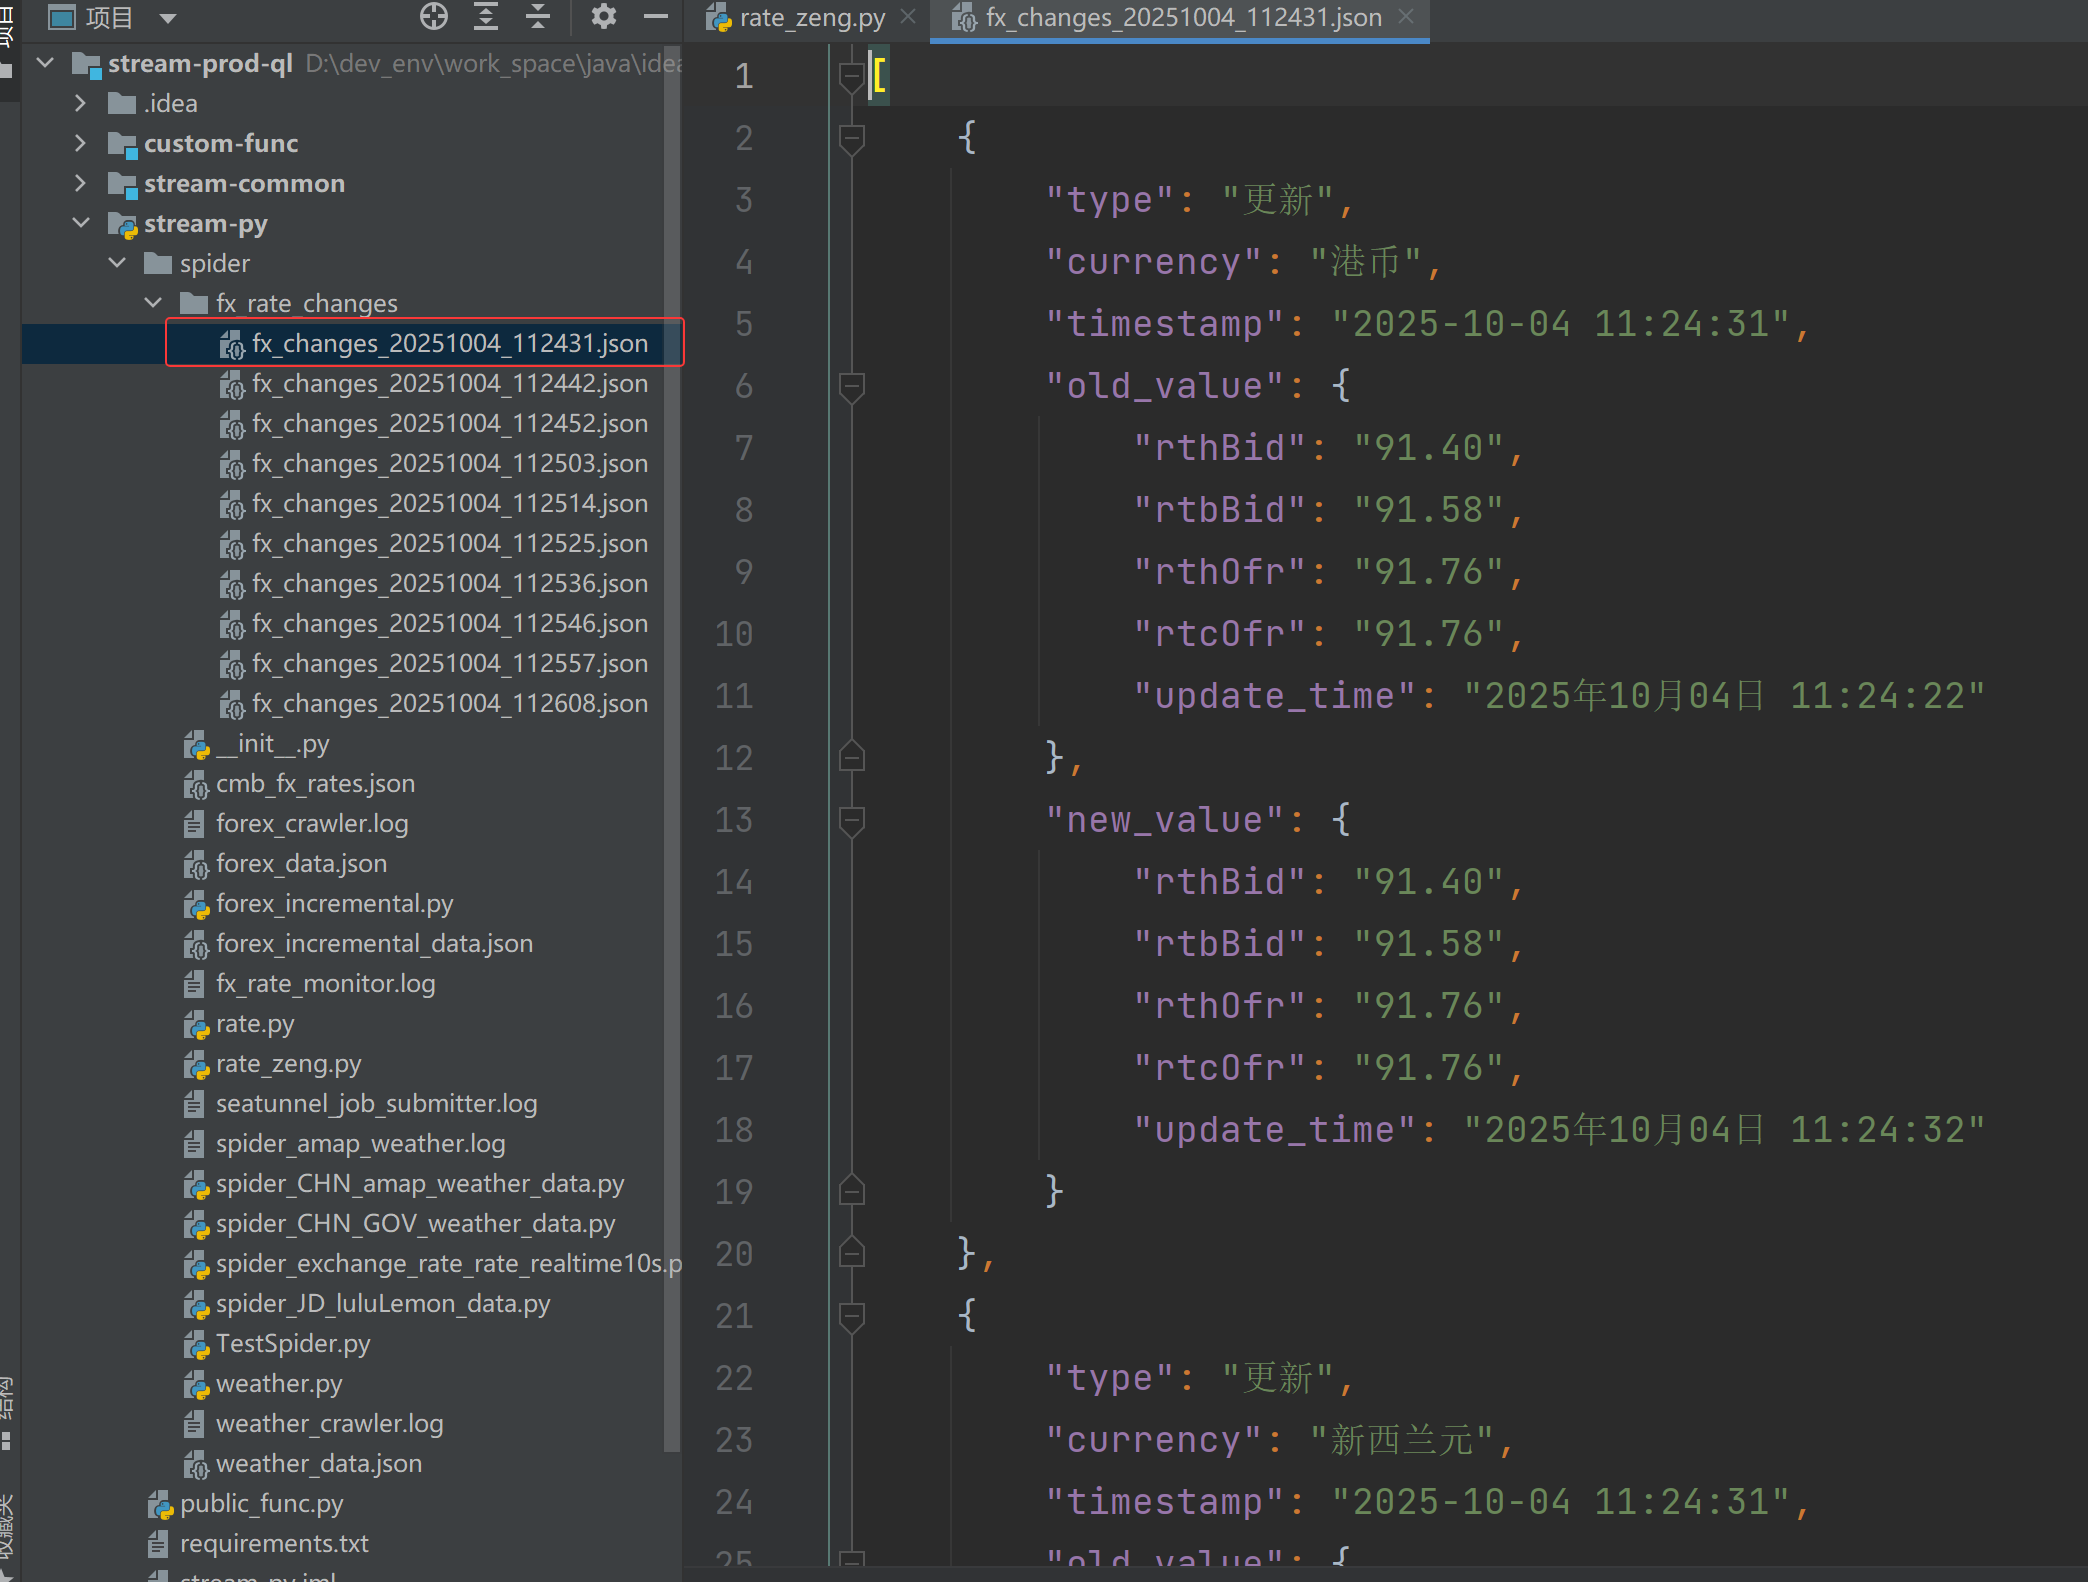 项目
stream-prod-ql D:\dev_env\work_space\java\idea
.idea
custom-func
stream-common
stream-py
spider
fx_rate_changes
fx_changes_20251004_112431.json
fx_changes_20251004_112442.json
fx_changes_20251004_112452.json
fx_changes_20251004_112503.json
fx_changes_20251004_112514.json
fx_changes_20251004_112525.json
fx_changes_20251004_112536.json
fx_changes_20251004_112546.json
fx_changes_20251004_112557.json
fx_changes_20251004_112608.json
__init__.py
cmb_fx_rates.json
forex_crawler.log
forex_data.json
forex_incremental.py
forex_incremental_data.json
fx_rate_monitor.log
rate.py
rate_zeng.py
seatunnel_job_submitter.log
spider_amap_weather.log
spider_CHN_amap_weather_data.py
spider_CHN_GOV_weather_data.py
spider_exchange_rate_rate_realtime10s.p
spider_JD_luluLemon_data.py
TestSpider.py
weather.py
weather_crawler.log
weather_data.json
public_func.py
requirements.txt
stream-py.iml
项目
结构
收藏夹
rate_zeng.py
fx_changes_20251004_112431.json
1 [
2 {
3 "type": "更新",
4 "currency": "港币",
5 "timestamp": "2025-10-04 11:24:31",
6 "old_value": {
7 "rthBid": "91.40",
8 "rtbBid": "91.58",
9 "rthOfr": "91.76",
10 "rtcOfr": "91.76",
11 "update_time": "2025年10月04日 11:24:22"
12 },
13 "new_value": {
14 "rthBid": "91.40",
15 "rtbBid": "91.58",
16 "rthOfr": "91.76",
17 "rtcOfr": "91.76",
18 "update_time": "2025年10月04日 11:24:32"
19 }
20 },
21 {
22 "type": "更新",
23 "currency": "新西兰元",
24 "timestamp": "2025-10-04 11:24:31",
25 "old_value": {